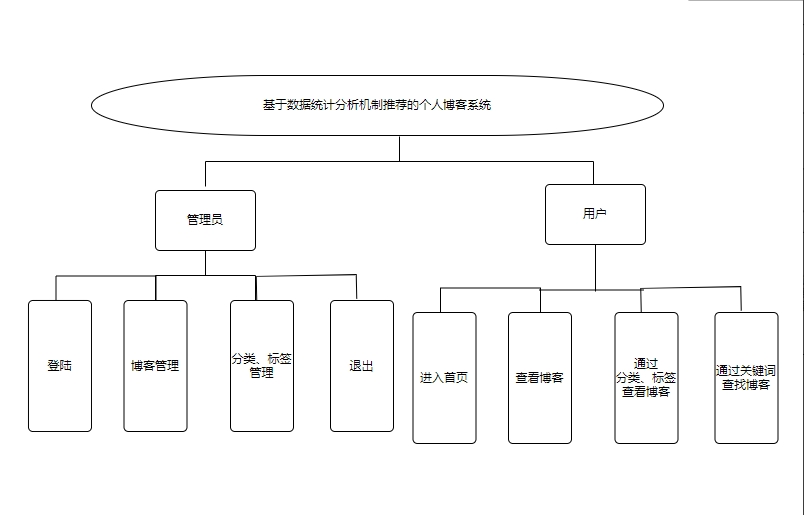 基于数据统计分析机制推荐的个人博客系统
管理员
用户
登陆
博客管理
分类、标签
管理
退出
进入首页
查看博客
通过
分类、标签
查看博客
通过关键词
查找博客